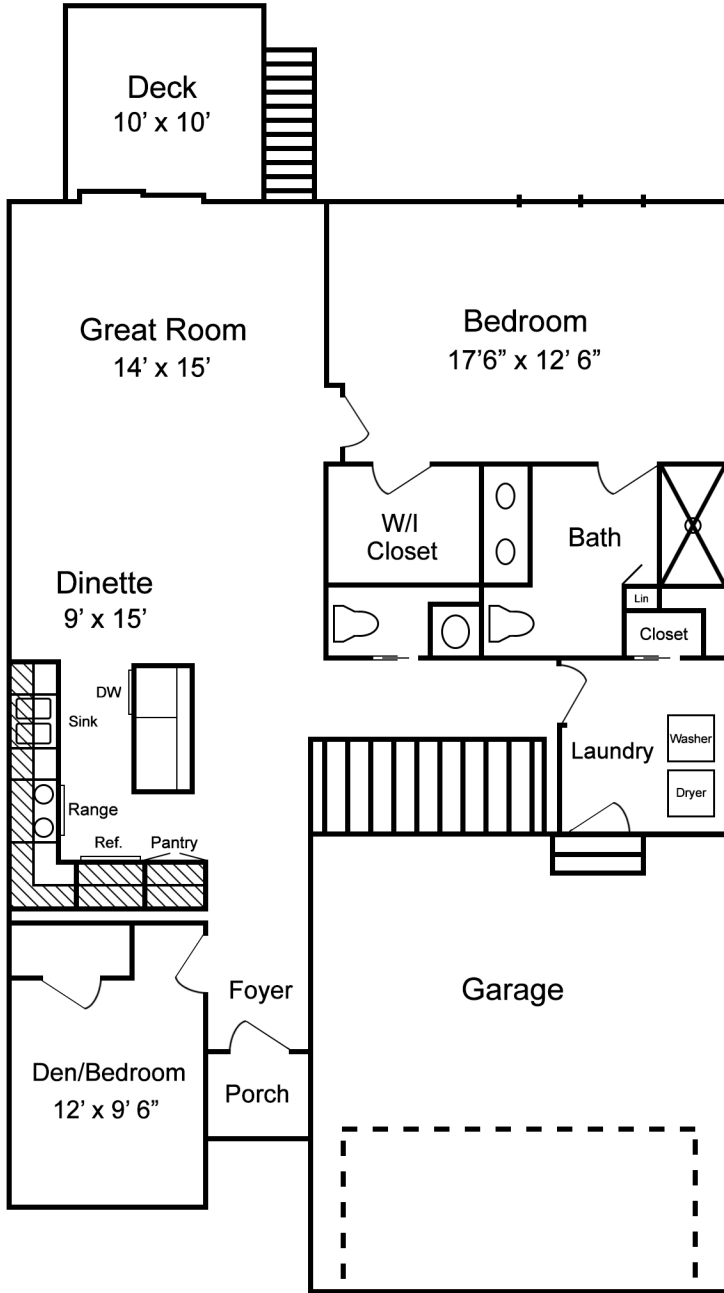 Deck
10’ x 10’
Great Room
14’ x 15’
Bedroom
17’6” x 12’ 6”
W/I
Closet
Bath
Dinette
9’ x 15’
Lin
Closet
DW
Sink
Laundry
Washer
Range
Dryer
Ref.
Pantry
Foyer
Garage
Den/Bedroom
12’ x 9’ 6”
Porch